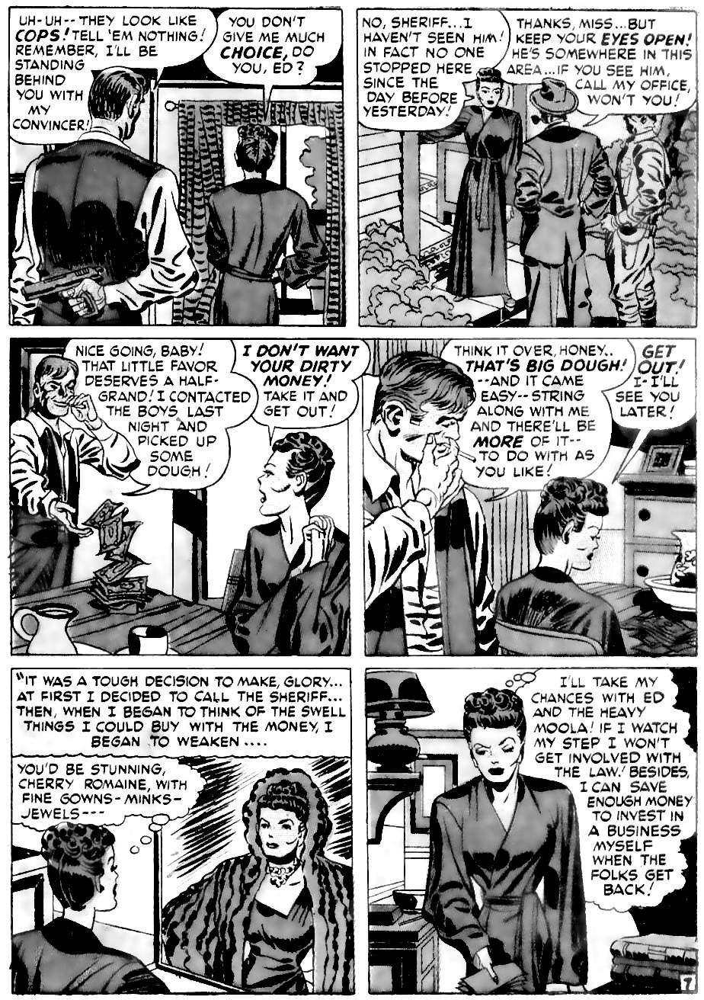 UH-UH-- THEY LOOK LIKE
COPS! TELL 'EM NOTHING!
REMEMBER, I'LL BE
STANDING
BEHIND
YOU WITH
MY
CONVINCER!
YOU DON'T
GIVE ME MUCH
CHOICE, DO
YOU, ED?
NO, SHERIFF...I
HAVEN'T SEEN HIM!
IN FACT NO ONE
STOPPED HERE
SINCE THE
DAY BEFORE
YESTERDAY!
THANKS, MISS...BUT
KEEP YOUR EYES OPEN!
HE'S SOMEWHERE IN THIS
AREA...IF YOU SEE HIM,
CALL MY OFFICE,
WON'T YOU!
NICE GOING, BABY!
THAT LITTLE FAVOR
DESERVES A HALF-
GRAND! I CONTACTED
THE BOYS LAST
NIGHT AND
PICKED UP
SOME
DOUGH!
I DON'T WANT
YOUR DIRTY
MONEY!
TAKE IT AND
GET OUT!
THINK IT OVER, HONEY..
THAT'S BIG DOUGH!
--AND IT CAME
EASY-- STRING
ALONG WITH ME
AND THERE'LL BE
MORE OF IT--
TO DO WITH AS
YOU LIKE!
GET
OUT!
I-I'LL
SEE YOU
LATER!
"IT WAS A TOUGH DECISION TO MAKE, GLORY...
AT FIRST I DECIDED TO CALL THE SHERIFF...
THEN, WHEN I BEGAN TO THINK OF THE SWELL
THINGS I COULD BUY WITH THE MONEY, I
BEGAN TO WEAKEN ....
YOU'D BE STUNNING,
CHERRY ROMAINE, WITH
FINE GOWNS-MINKS-
JEWELS---
I'LL TAKE MY
CHANCES WITH ED
AND THE HEAVY
MOOLA! IF I WATCH
MY STEP I WON'T
GET INVOLVED WITH
THE LAW! BESIDES,
I CAN SAVE
ENOUGH MONEY
TO INVEST IN
A BUSINESS
MYSELF
WHEN THE
FOLKS GET
BACK!
7